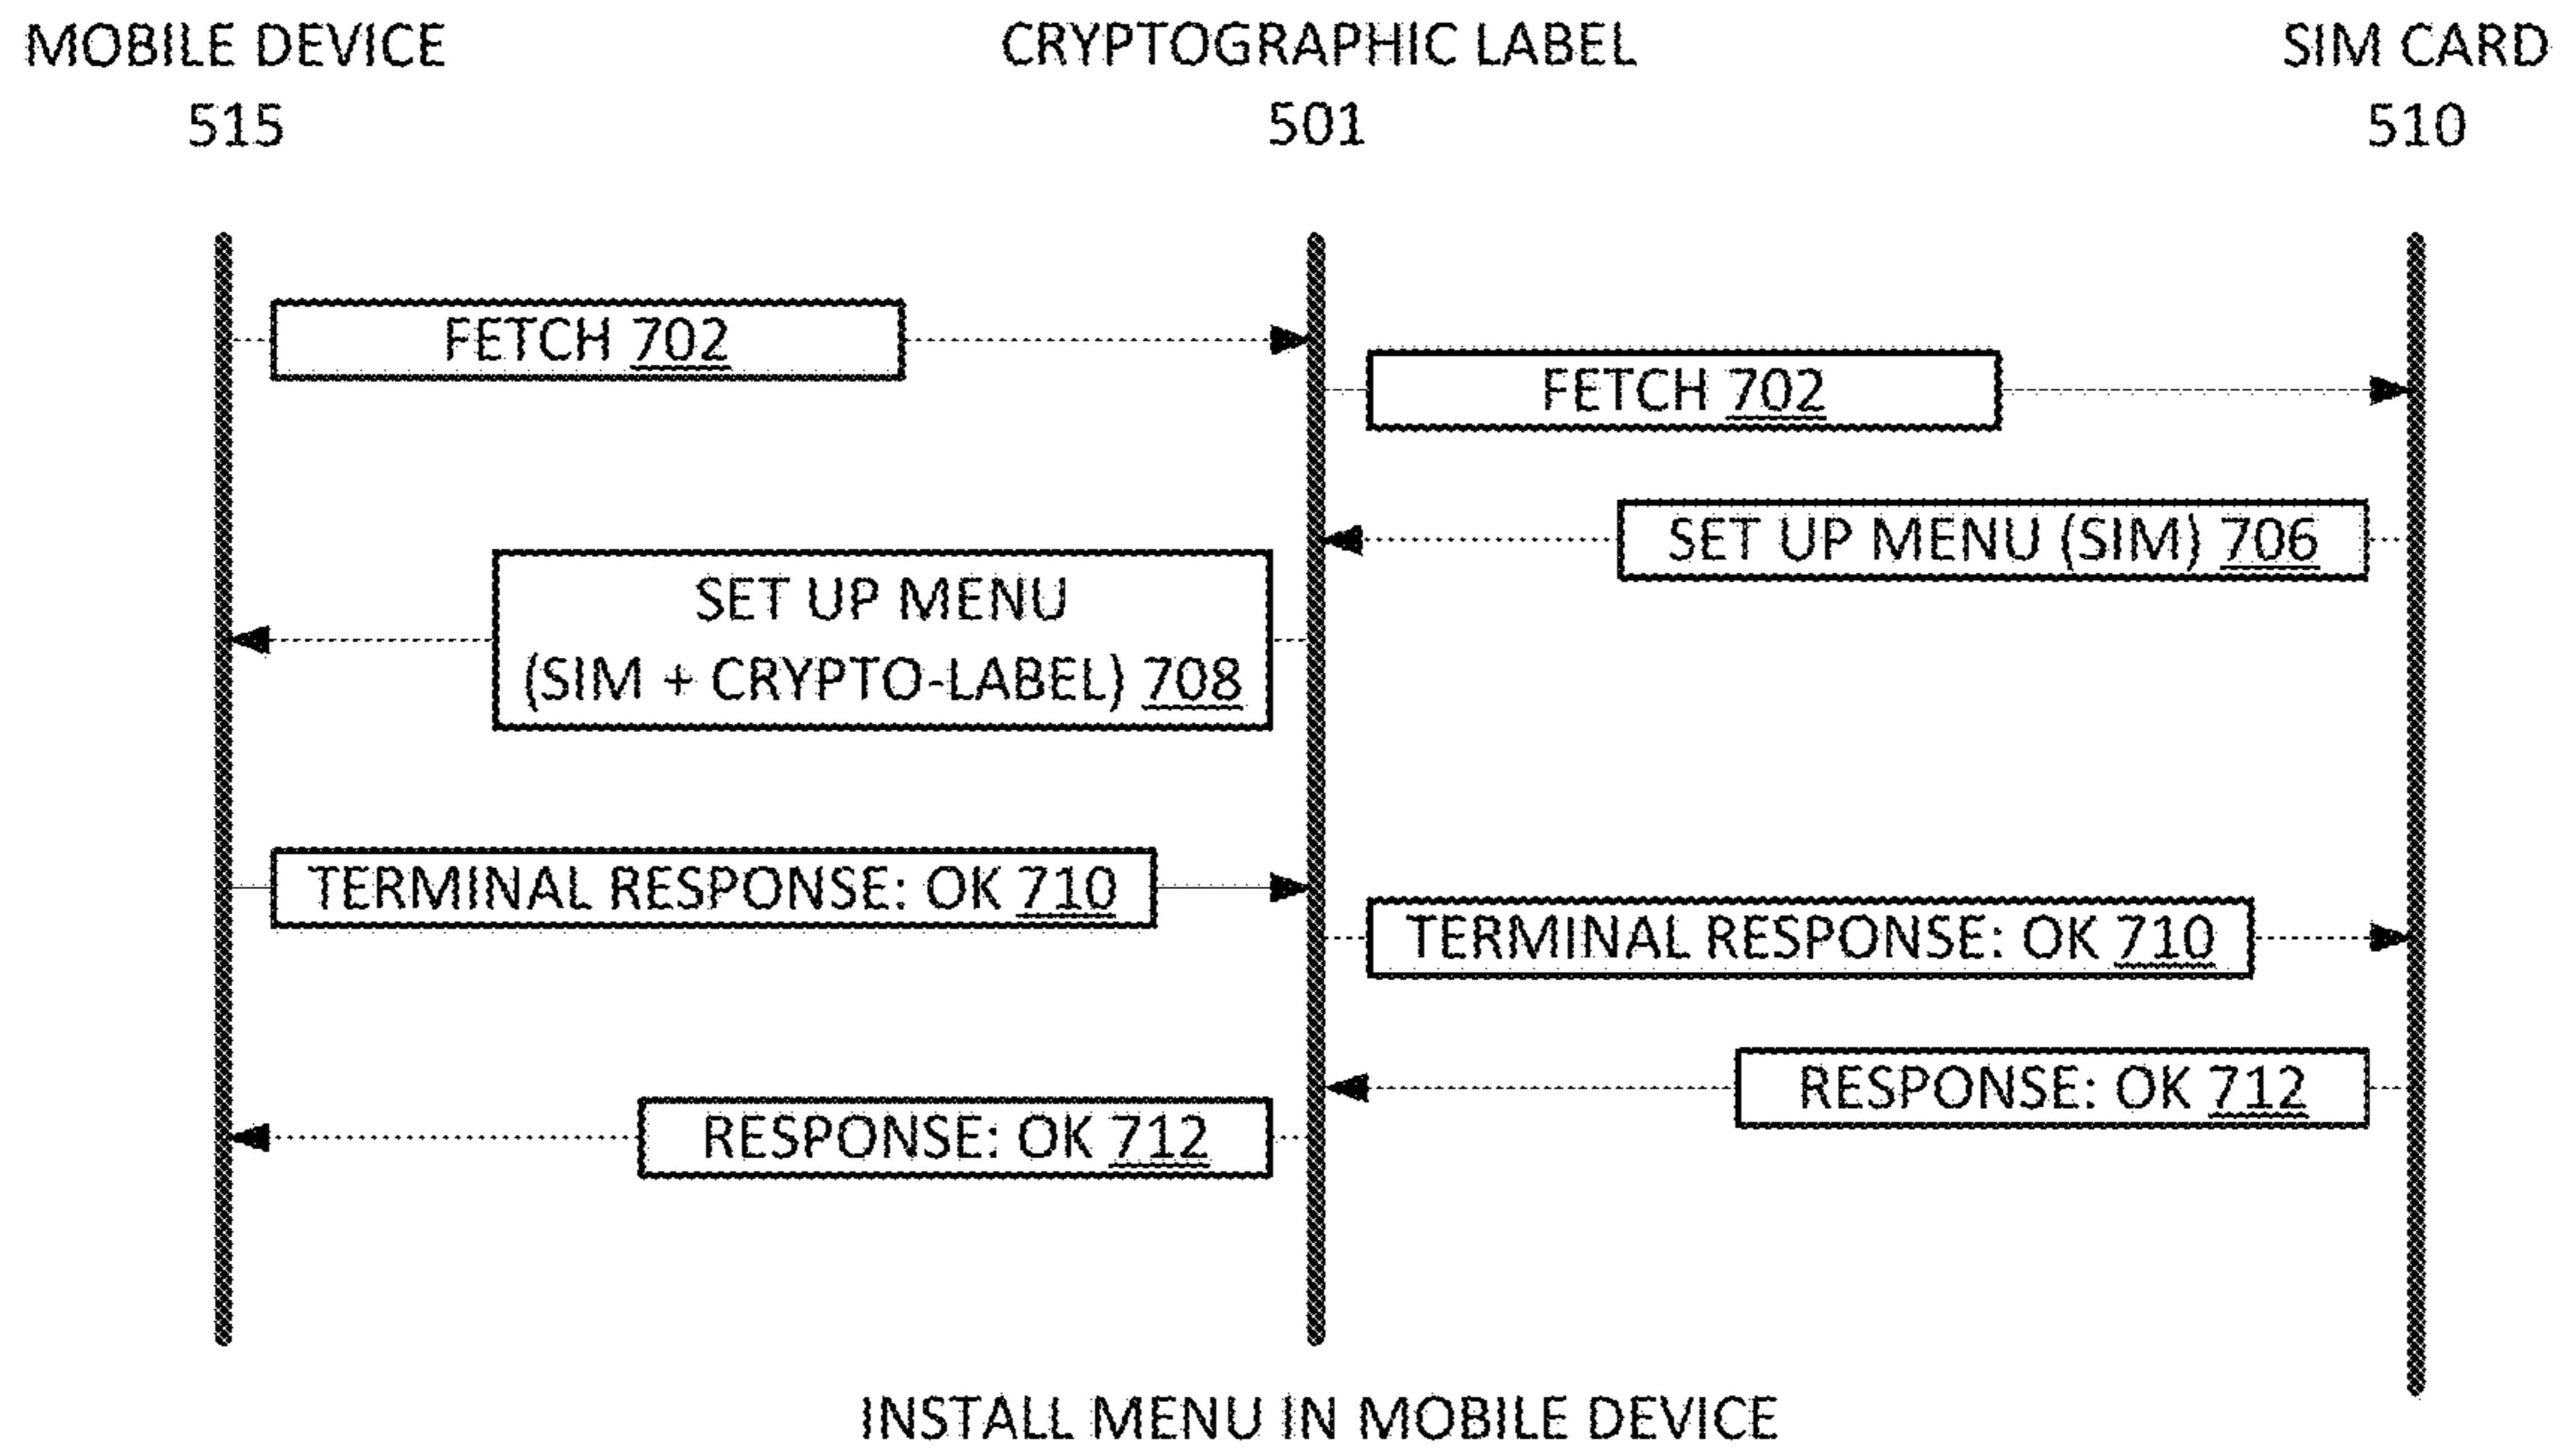 MOBILE DEVICE
515
CRYPTOGRAPHIC LABEL
501
SIM CARD
510
FETCH 702
FETCH 702
SET UP MENU (SIM) 706
SET UP MENU
(SIM + CRYPTO-LABEL) 708
TERMINAL RESPONSE: OK 710
TERMINAL RESPONSE: OK 710
RESPONSE: OK 712
RESPONSE: OK 712
INSTALL MENU IN MOBILE DEVICE